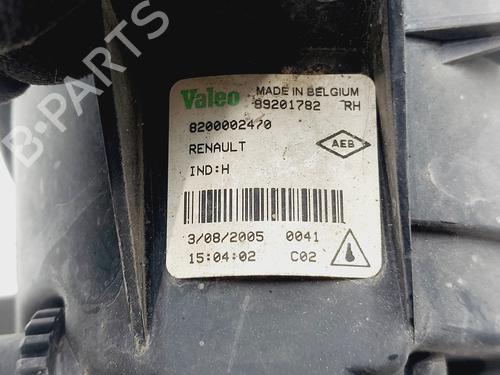 B-PARTS
Valeo
MADE IN BELGIUM
89201782 RH
8200002470
RENAULT
AEB
IND:H
3/08/2005 0041
15:04:02 C02